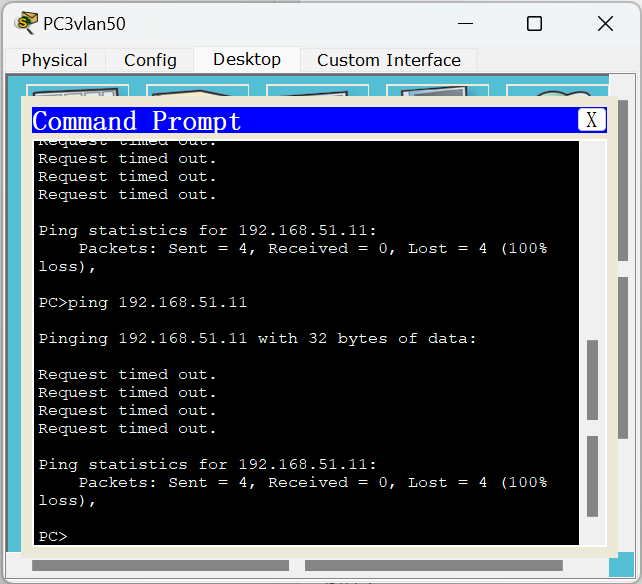 PC3vlan50
Physical Config Desktop Custom Interface
Command Prompt X
Request timed out.
Request timed out.
Request timed out.
Request timed out.
Ping statistics for 192.168.51.11:
Packets: Sent = 4, Received = 0, Lost = 4 (100%
loss),
PC>ping 192.168.51.11
Pinging 192.168.51.11 with 32 bytes of data:
Request timed out.
Request timed out.
Request timed out.
Request timed out.
Ping statistics for 192.168.51.11:
Packets: Sent = 4, Received = 0, Lost = 4 (100%
loss),
PC>